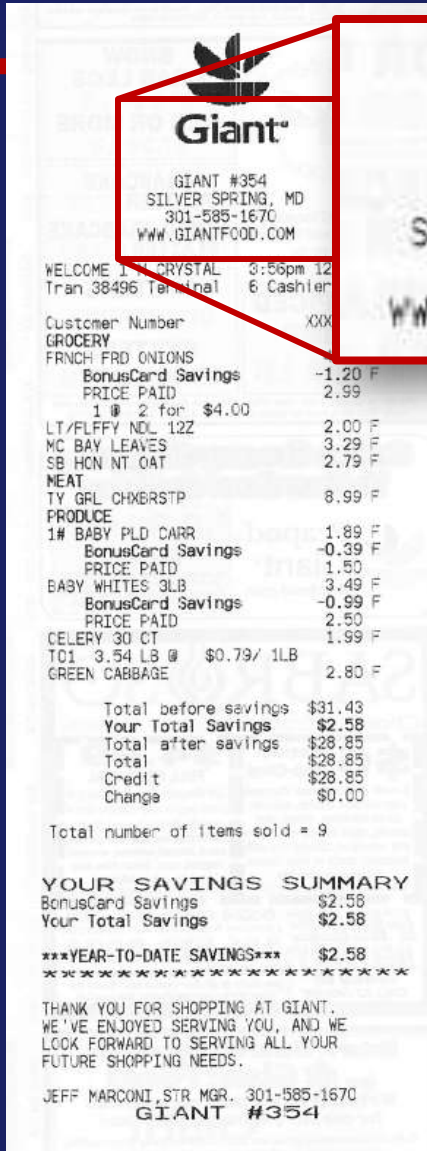 Giant
GIANT #354
SILVER SPRING, MD
301-585-1670
WWW.GIANTFOOD.COM
WELCOME I'M CRYSTAL 3:56pm 12
Tran 38496 Terminal 6 Cashier
Customer Number XXX
GROCERY
FRNCH FRD ONIONS
BonusCard Savings -1.20 F
PRICE PAID 2.99
1 @ 2 for $4.00
LT/FLFFY NDL 12Z 2.00 F
MC BAY LEAVES 3.29 F
SB HON NT OAT 2.79 F
MEAT
TY GRL CHXBRSTP 8.99 F
PRODUCE
1# BABY PLD CARR 1.89 F
BonusCard Savings -0.39 F
PRICE PAID 1.50
BABY WHITES 3LB 3.49 F
BonusCard Savings -0.99 F
PRICE PAID 2.50
CELERY 30 CT 1.99 F
TC1 3.54 LB @ $0.79/ 1LB
GREEN CABBAGE 2.80 F
Total before savings $31.43
Your Total Savings $2.58
Total after savings $28.85
Total $28.85
Credit $28.85
Change $0.00
Total number of items sold = 9
YOUR SAVINGS SUMMARY
BonusCard Savings $2.58
Your Total Savings $2.58
***YEAR-TO-DATE SAVINGS*** $2.58
THANK YOU FOR SHOPPING AT GIANT.
WE'VE ENJOYED SERVING YOU, AND WE
LOOK FORWARD TO SERVING ALL YOUR
FUTURE SHOPPING NEEDS.
JEFF MARCONI,STR MGR. 301-585-1670
GIANT #354
S
WW